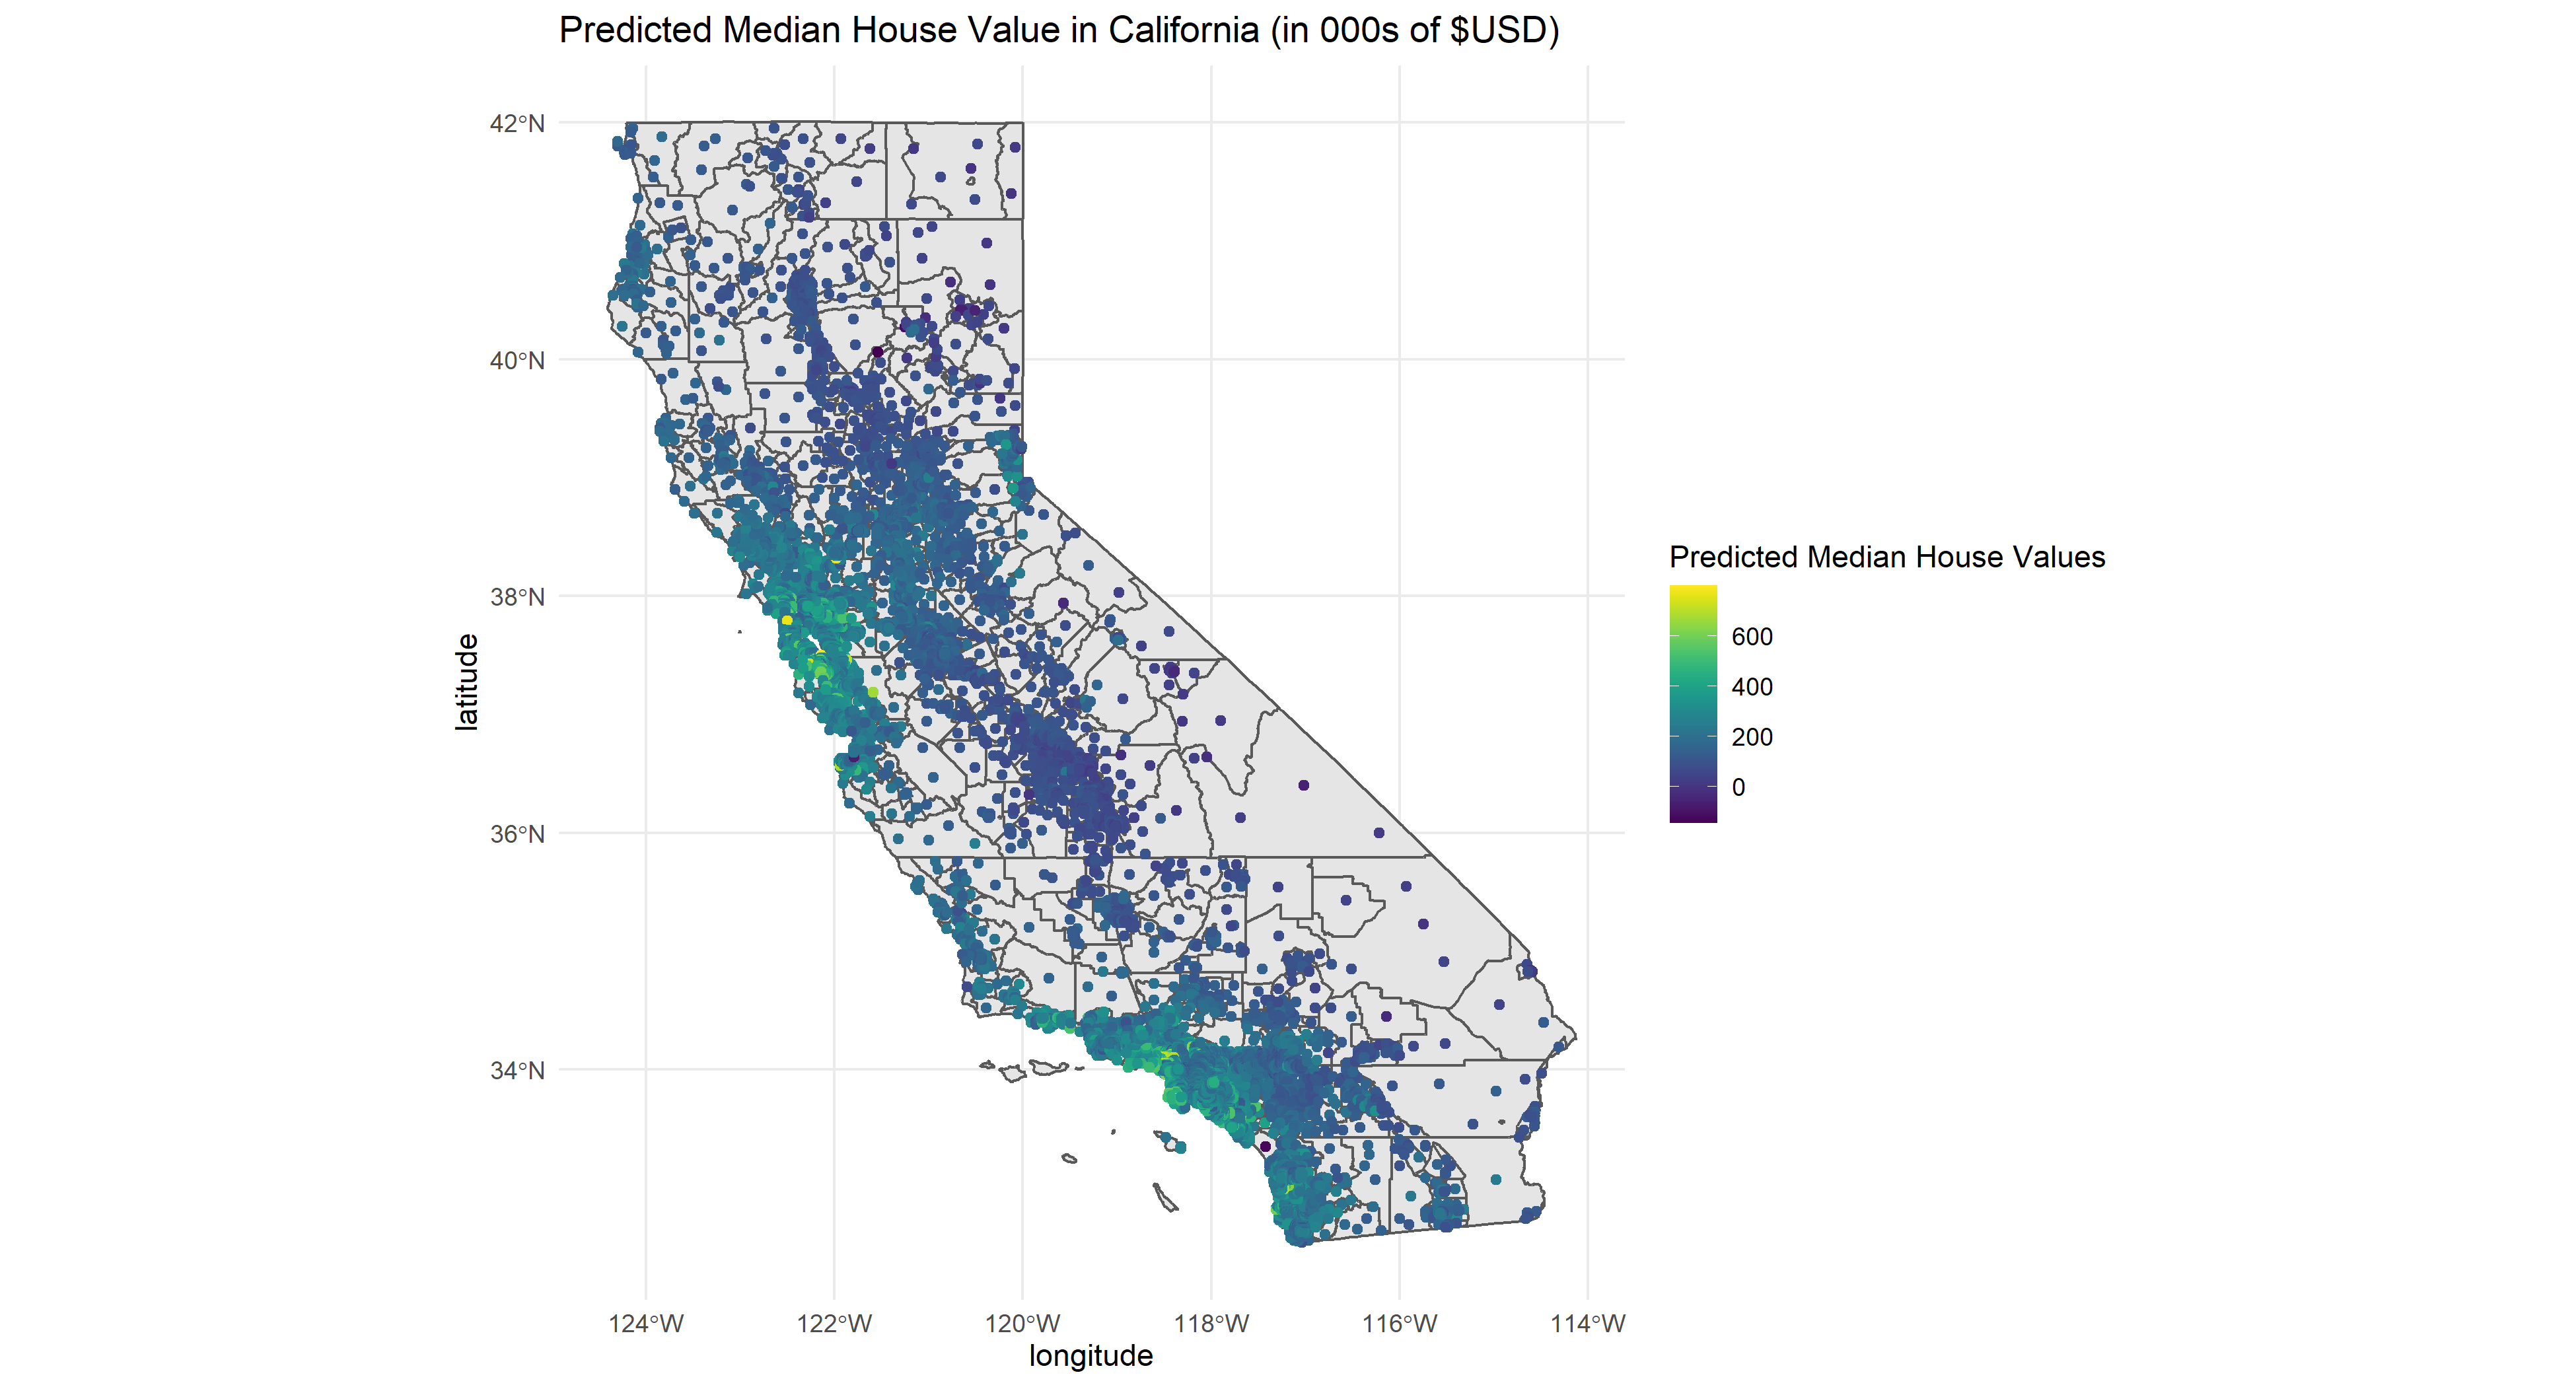 Predicted Median House Value in California (in 000s of $USD)
42°N
40°N
38°N
36°N
34°N
latitude
124°W
122°W
120°W
118°W
116°W
114°W
longitude
Predicted Median House Values
600
400
200
0